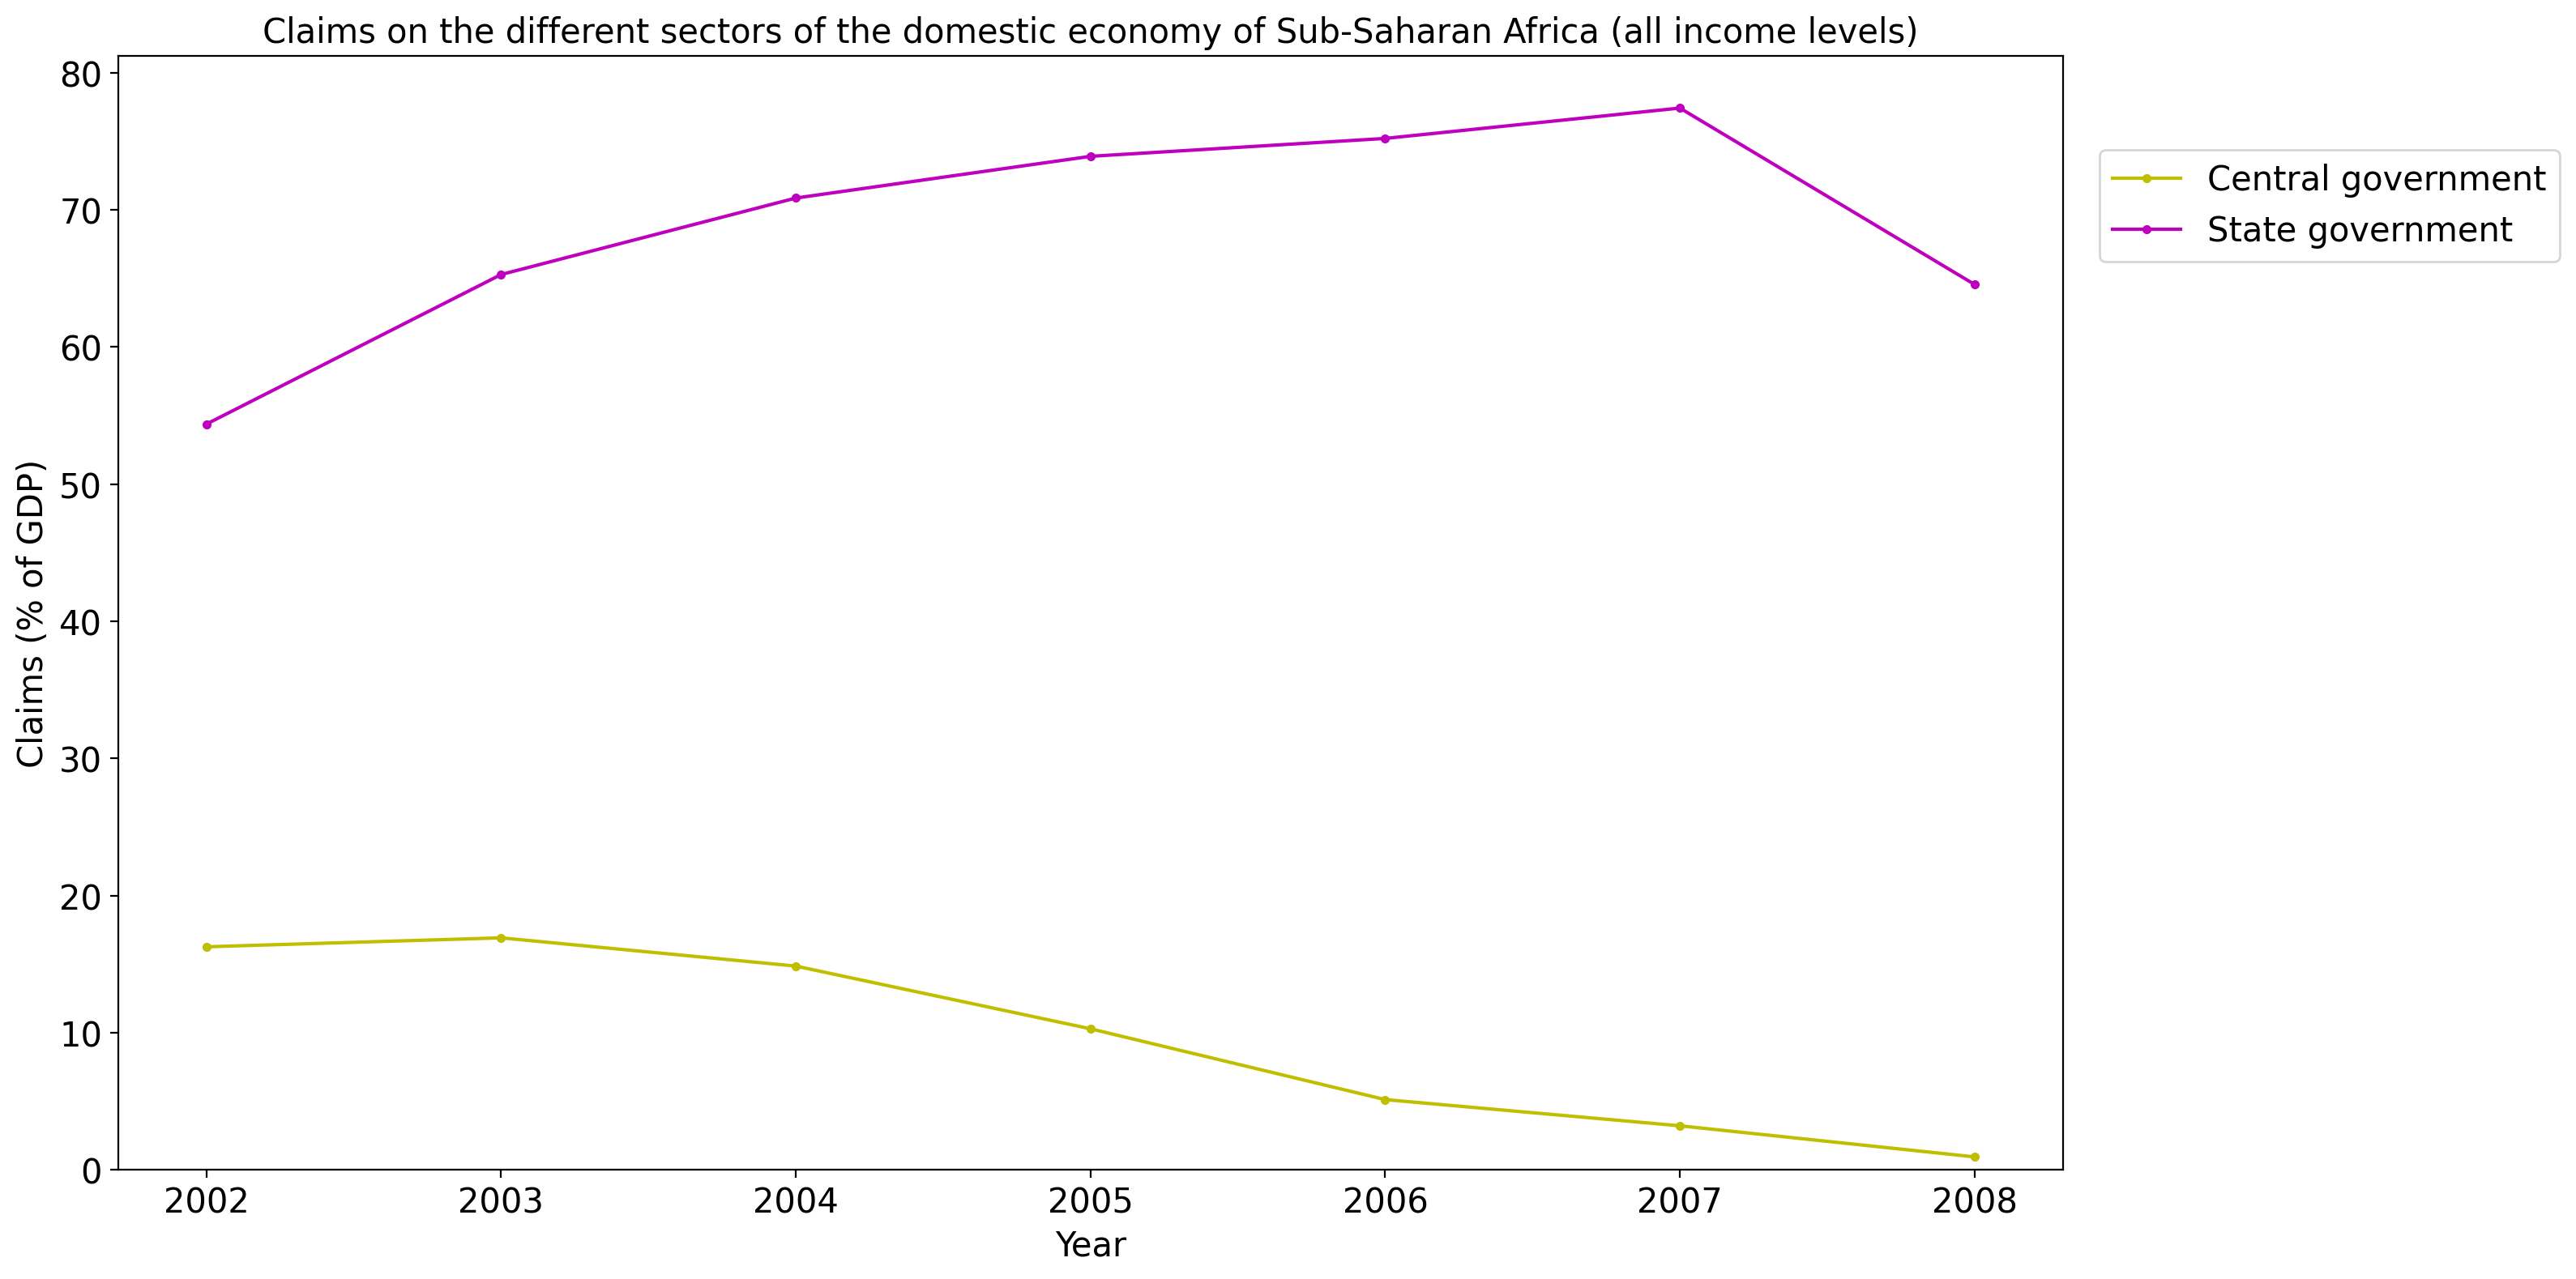 Claims on the different sectors of the domestic economy of Sub-Saharan Africa (all income levels)
80
70
60
50
40
30
20
10
0
Claims (% of GDP)
2002 2003 2004 2005 2006 2007 2008
Year
Central government
State government